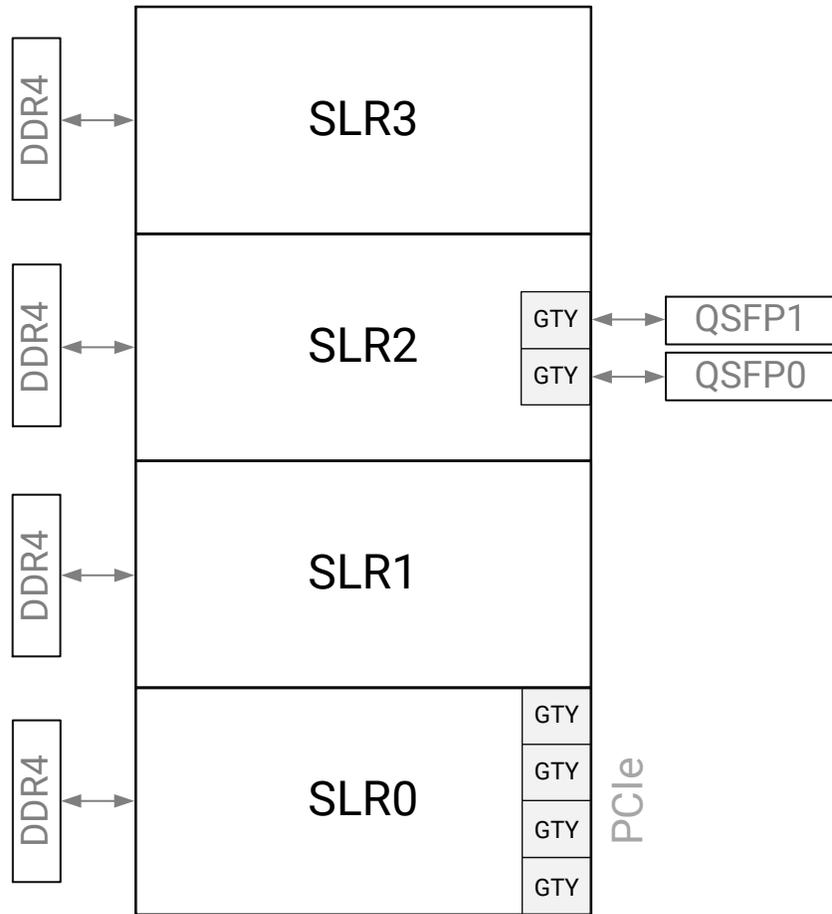 DDR4
SLR3
DDR4
SLR2
GTY
QSFP1
GTY
QSFP0
DDR4
SLR1
DDR4
SLR0
GTY
GTY
GTY
GTY
PCIe